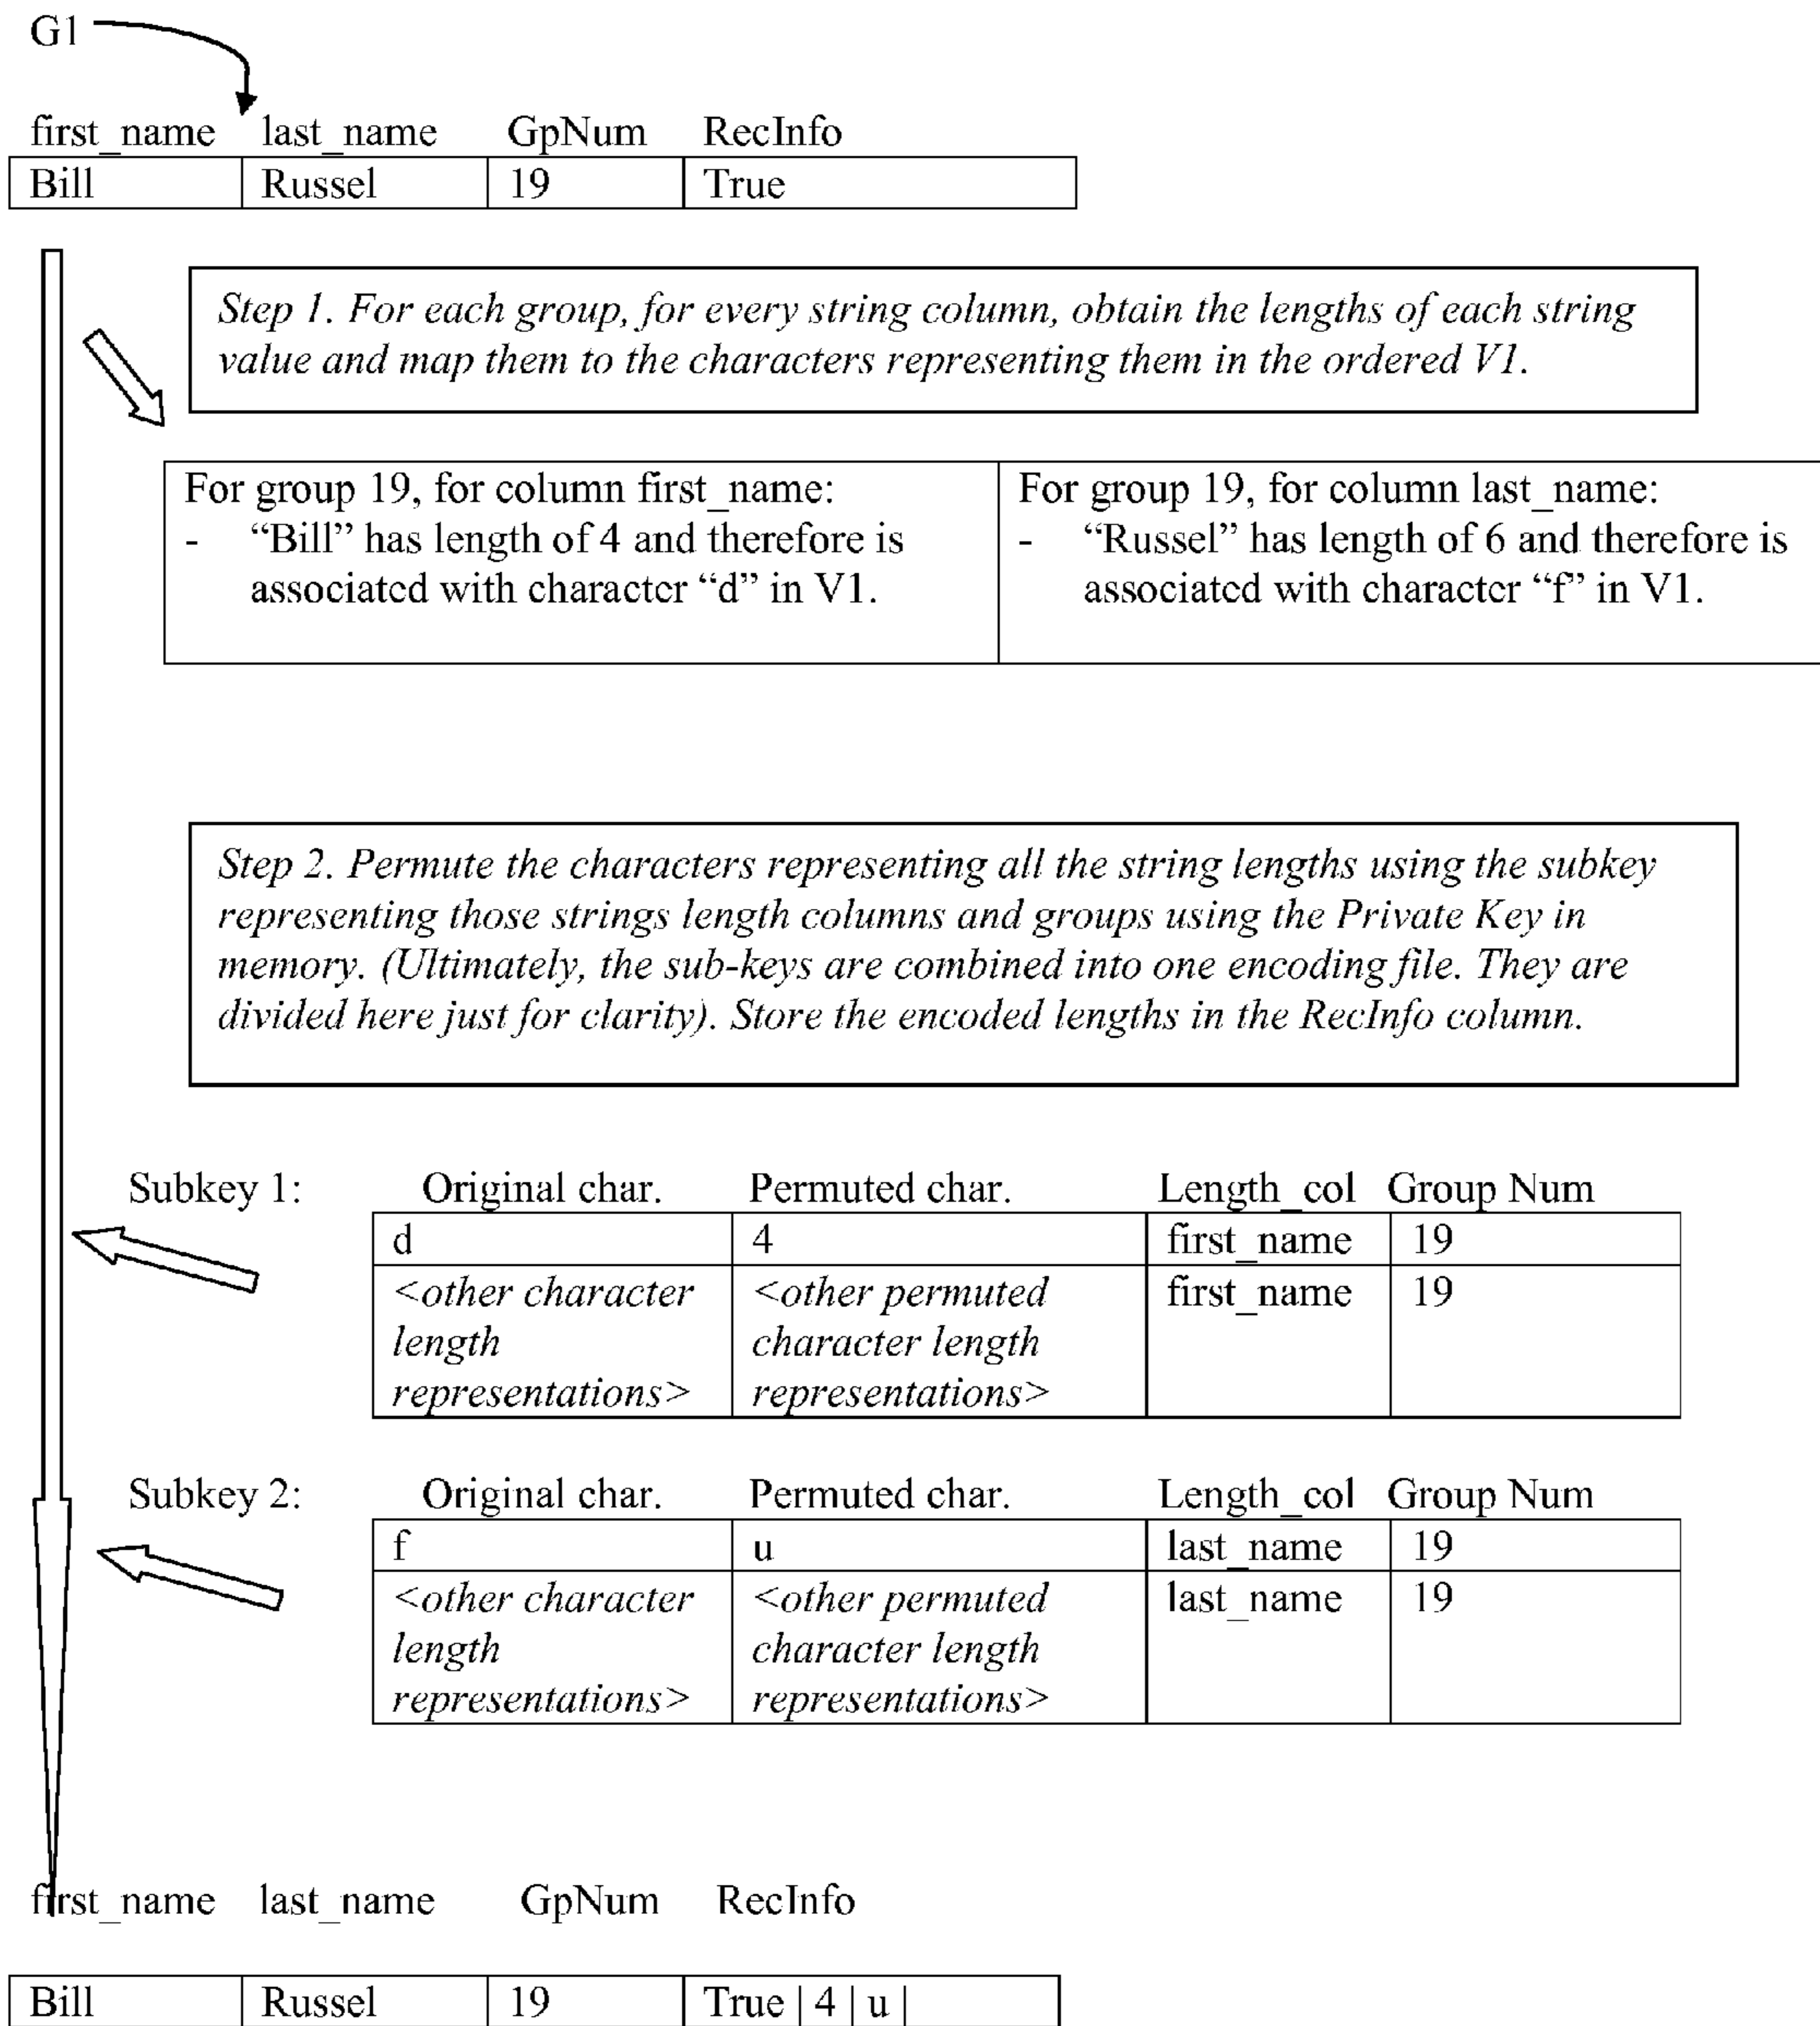 G1
first_name last_name GpNum RecInfo
Bill Russel 19 True
Step 1. For each group, for every string column, obtain the lengths of each string
value and map them to the characters representing them in the ordered V1.
For group 19, for column first_name:
- “Bill” has length of 4 and therefore is
associated with character “d” in V1.
For group 19, for column last_name:
- “Russel” has length of 6 and therefore is
associated with character “f” in V1.
Step 2. Permute the characters representing all the string lengths using the subkey
representing those strings length columns and groups using the Private Key in
memory. (Ultimately, the sub-keys are combined into one encoding file. They are
divided here just for clarity). Store the encoded lengths in the RecInfo column.
Subkey 1: Original char. Permuted char. Length_col Group Num
d 4 first_name 19
<other character <other permuted first_name 19
length character length
representations> representations>
Subkey 2: Original char. Permuted char. Length_col Group Num
f u last_name 19
<other character <other permuted last_name 19
length character length
representations> representations>
first_name last_name GpNum RecInfo
Bill Russel 19 True | 4 | u |